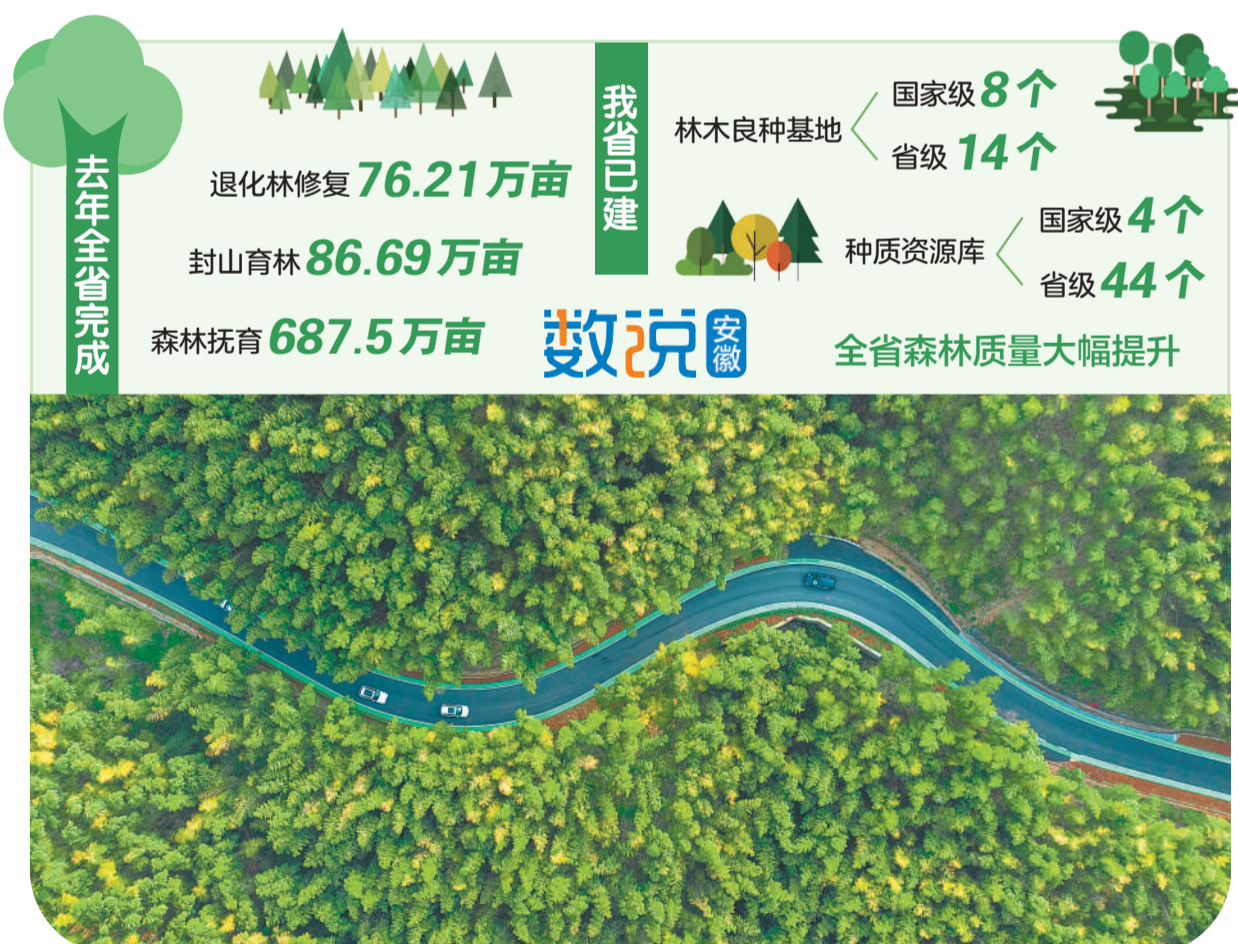 去年全省完成
退化林修复76.21万亩
封山育林86.69万亩
森林抚育687.5万亩
我省已建
林木良种基地
国家级8个
省级14个
种质资源库
国家级4个
省级44个
数说安徽
全省森林质量大幅提升